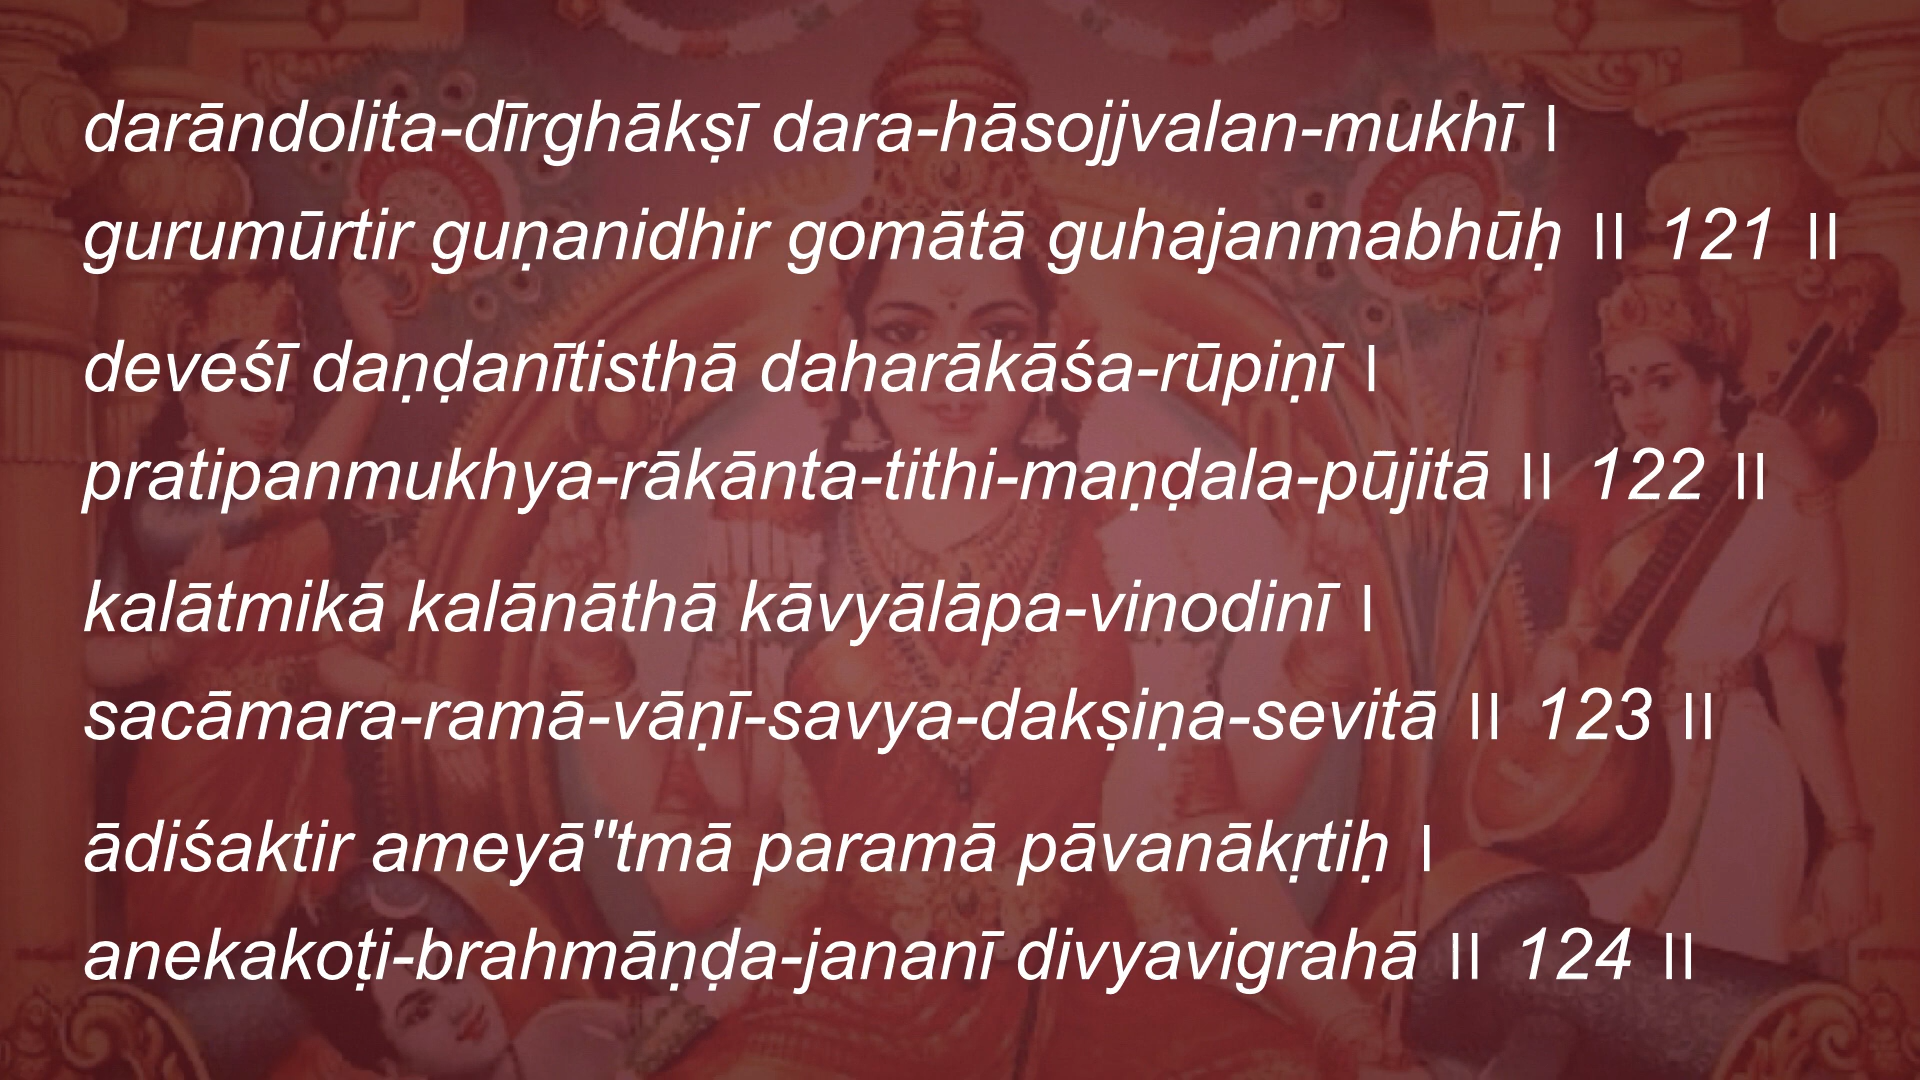 darāndolita-dīrghākṣī dara-hāsojjvalan-mukhī ।
gurumūrtir guṇanidhir gomātā guhajanmabhūḥ ॥ 121 ॥
deveśī daṇḍanītisthā daharākāśa-rūpiṇī ।
pratipanmukhya-rākānta-tithi-maṇḍala-pūjitā ॥ 122 ॥
kalātmikā kalānāthā kāvyālāpa-vinodinī ।
sacāmara-ramā-vāṇī-savya-dakṣiṇa-sevitā ॥ 123 ॥
ādiśaktir ameyā"tmā paramā pāvanākṛtiḥ ।
anekakoṭi-brahmāṇḍa-jananī divyavigrahā ॥ 124 ॥